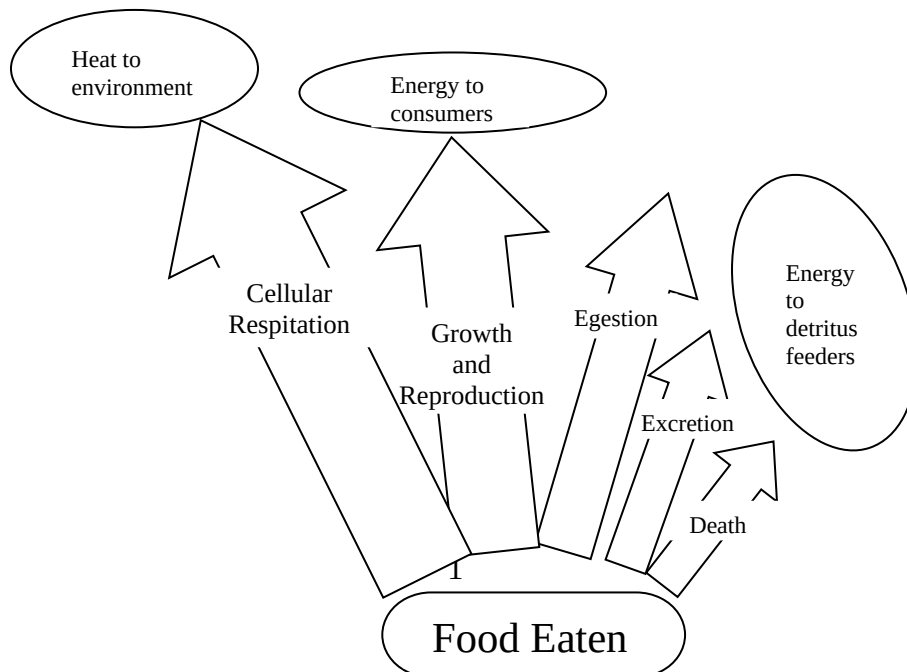 Heat to
environment
Energy to
consumers
Cellular
Respitation
Growth
and
Reproduction
Egestion
Excretion
Death
Energy
to
detritus
feeders
1
Food Eaten